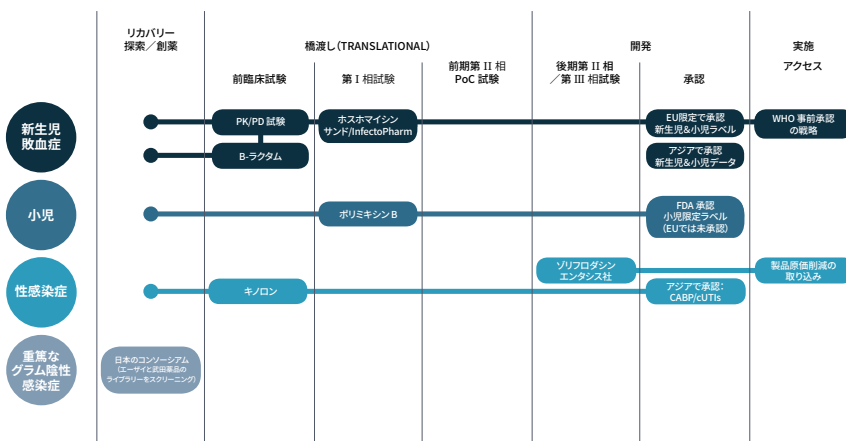 リカバリー
探索／創薬
橋渡し（TRANSLATIONAL）
開発
実施
前臨床試験
第 I 相試験
前期第 II 相
PoC 試験
後期第 II 相
／第 III 相試験
承認
アクセス
新生児
敗血症
PK/PD 試験
B-ラクタム
ホスホマイシン
サンド/InfectoPharm
EU限定で承認
新生児&小児ラベル
アジアで承認
新生児&小児データ
WHO 事前承認
の戦略
小児
ポリミキシン B
FDA 承認
小児限定ラベル
（EUでは未承認）
性感染症
キノロン
ゾリフロダシン
エンタシス社
アジアで承認：
CABP/cUTIs
製品原価削減の
取り込み
重篤な
グラム陰性
感染症
日本のコンソーシアム
（エーザイと武田薬品の
ライブラリーをスクリーニング）